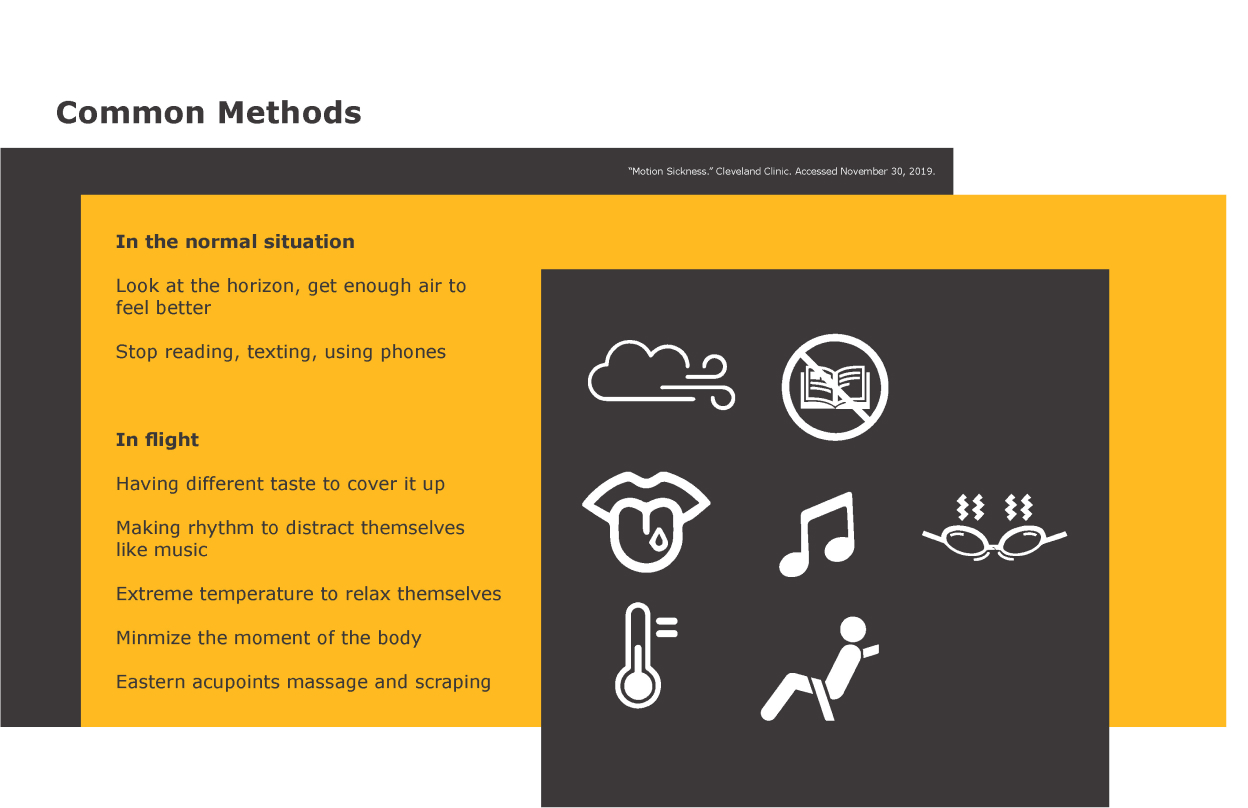 Common Methods
“Motion Sickness.” Cleveland Clinic. Accessed November 30, 2019.
In the normal situation
Look at the horizon, get enough air to
feel better
Stop reading, texting, using phones
In flight
Having different taste to cover it up
Making rhythm to distract themselves
like music
Extreme temperature to relax themselves
Minmize the moment of the body
Eastern acupoints massage and scraping